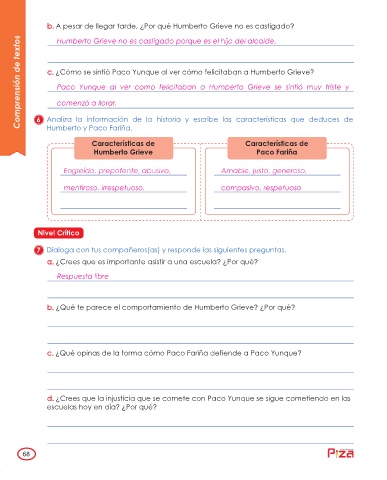 b. A pesar de llegar tarde, ¿Por qué Humberto Grieve no es castigado?
Humberto Grieve no es castigado porque es el hijo del alcalde.
c. ¿Cómo se sintió Paco Yunque al ver cómo felicitaban a Humberto Grieve?
Paco Yunque al ver como felicitaban a Humberto Grieve se sintió muy triste y
comenzó a llorar.
Comprensión de textos
6 Analiza la información de la historia y escribe las características que deduces de
Humberto y Paco Fariña.
Características de
Humberto Grieve
Engreído, prepotente, abusivo,
mentiroso, irrespetuoso.
Características de
Paco Fariña
Amable, justo, generoso,
compasivo, respetuoso
Nivel Crítico
7 Dialoga con tus compañeros(as) y responde las siguientes preguntas.
a. ¿Crees que es importante asistir a una escuela? ¿Por qué?
Respuesta libre
b. ¿Qué te parece el comportamiento de Humberto Grieve? ¿Por qué?
c. ¿Qué opinas de la forma cómo Paco Fariña defiende a Paco Yunque?
d. ¿Crees que la injusticia que se comete con Paco Yunque se sigue cometiendo en las
escuelas hoy en día? ¿Por qué?
68
Piza